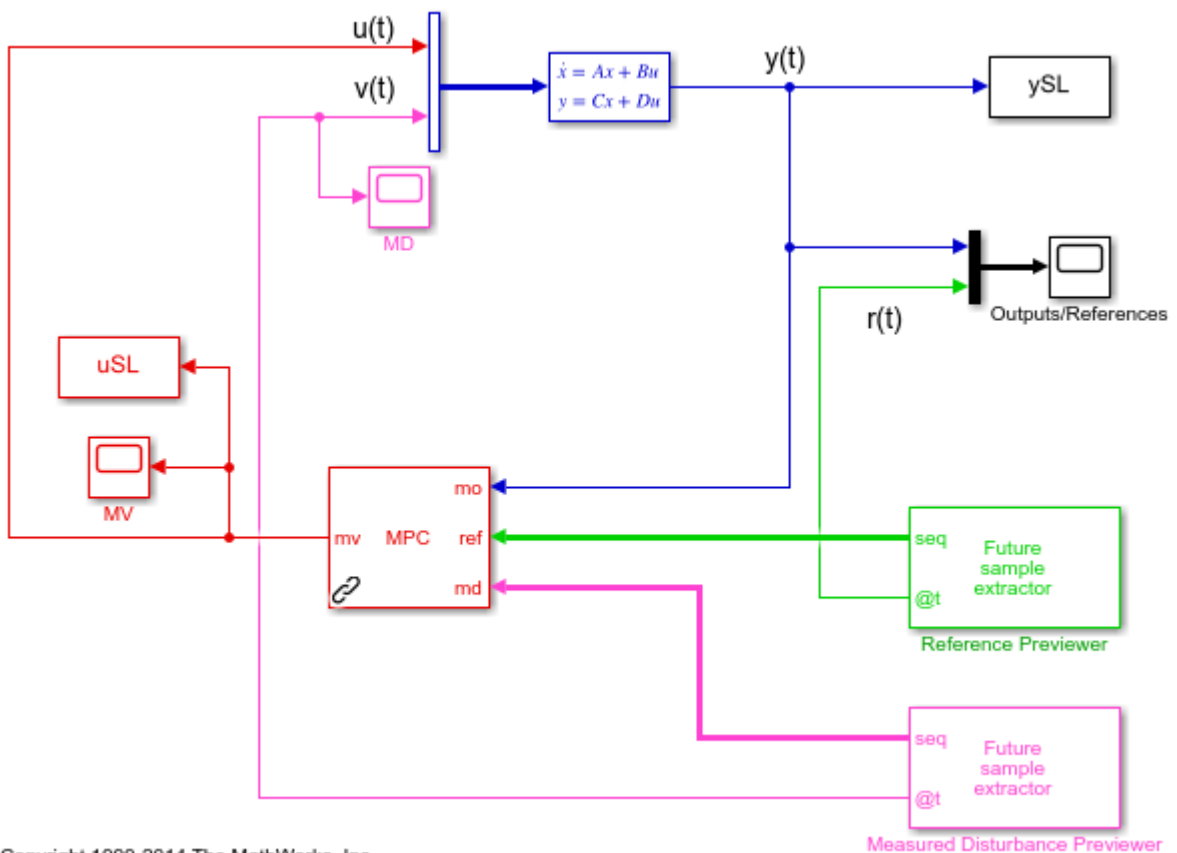 u(t)
v(t)
ẋ = Ax + Bu
y = Cx + Du
y(t)
ySL
MD
r(t)
Outputs/References
uSL
MV
mv
MPC
mo
ref
md
seq
Future
sample
extractor
@t
Reference Previewer
seq
Future
sample
extractor
@t
Measured Disturbance Previewer